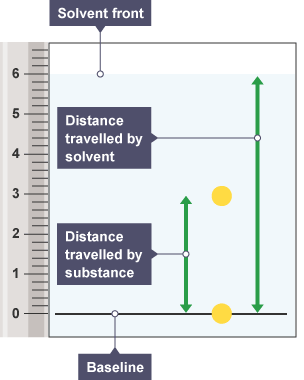 Solvent front
6
5
Distance
travelled by
solvent
4
3
Distance
travelled by
substance
2
1
0
Baseline